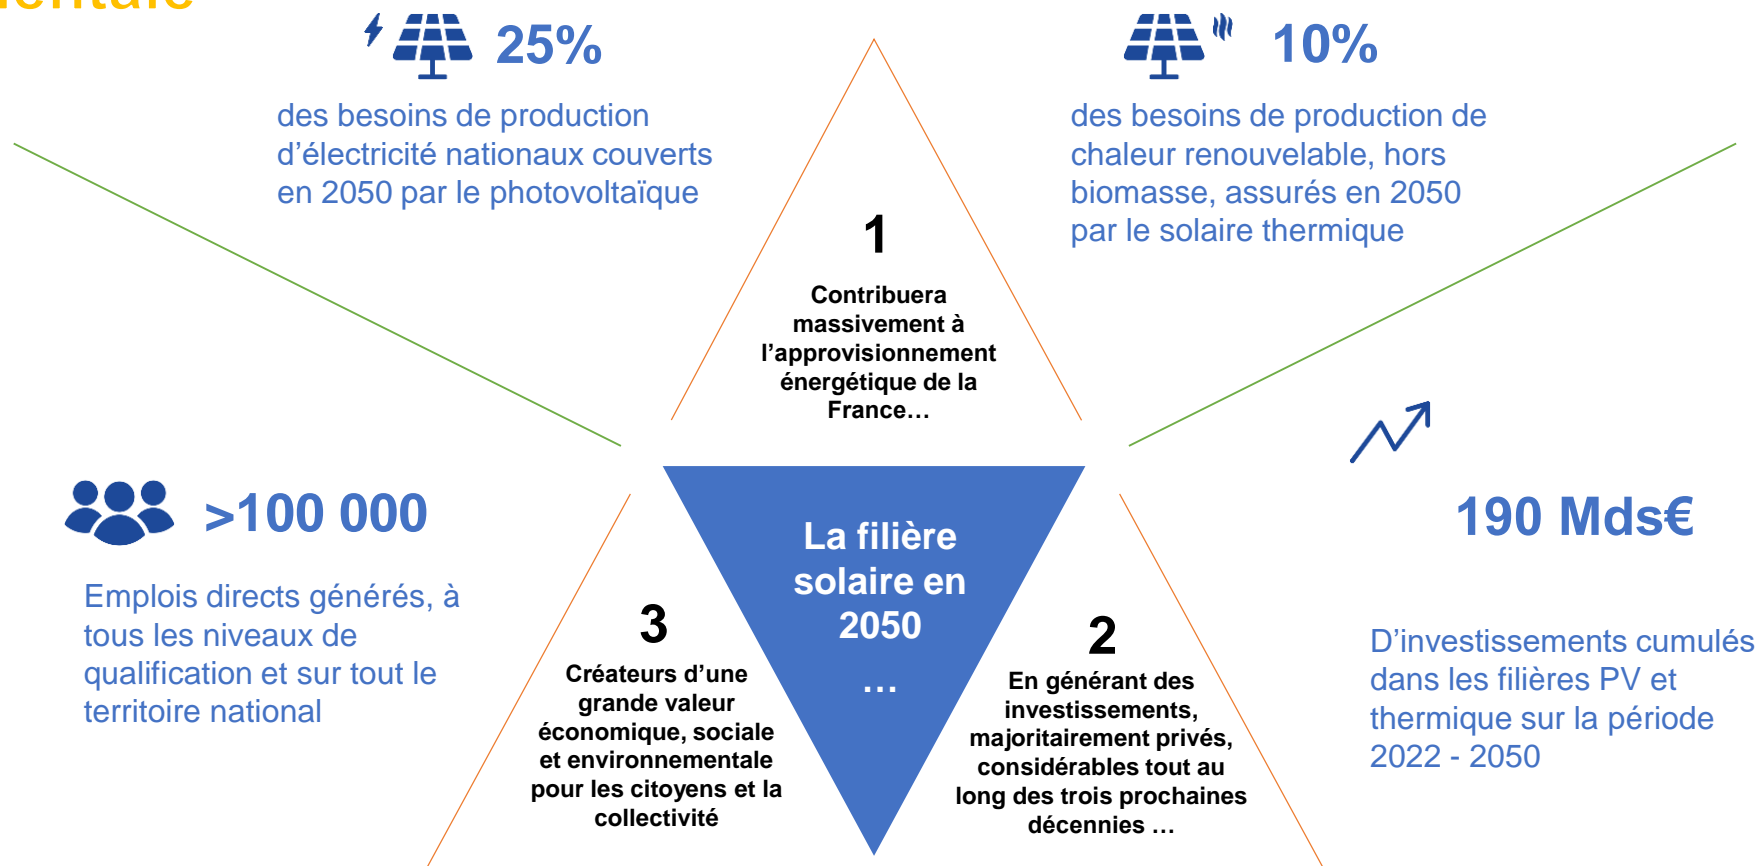 25%
des besoins de production
d’électricité nationaux couverts
en 2050 par le photovoltaïque
10%
des besoins de production de
chaleur renouvelable, hors
biomasse, assurés en 2050
par le solaire thermique
1
Contribuera
massivement à
l’approvisionnement
énergétique de la
France…
La filière
solaire en
2050
…
190 Mds€
D’investissements cumulés
dans les filières PV et
thermique sur la période
2022 - 2050
2
En générant des
investissements,
majoritairement privés,
considérables tout au
long des trois prochaines
décennies …
>100 000
Emplois directs générés, à
tous les niveaux de
qualification et sur tout le
territoire national
3
Créateurs d’une
grande valeur
économique, sociale
et environnementale
pour les citoyens et la
collectivité